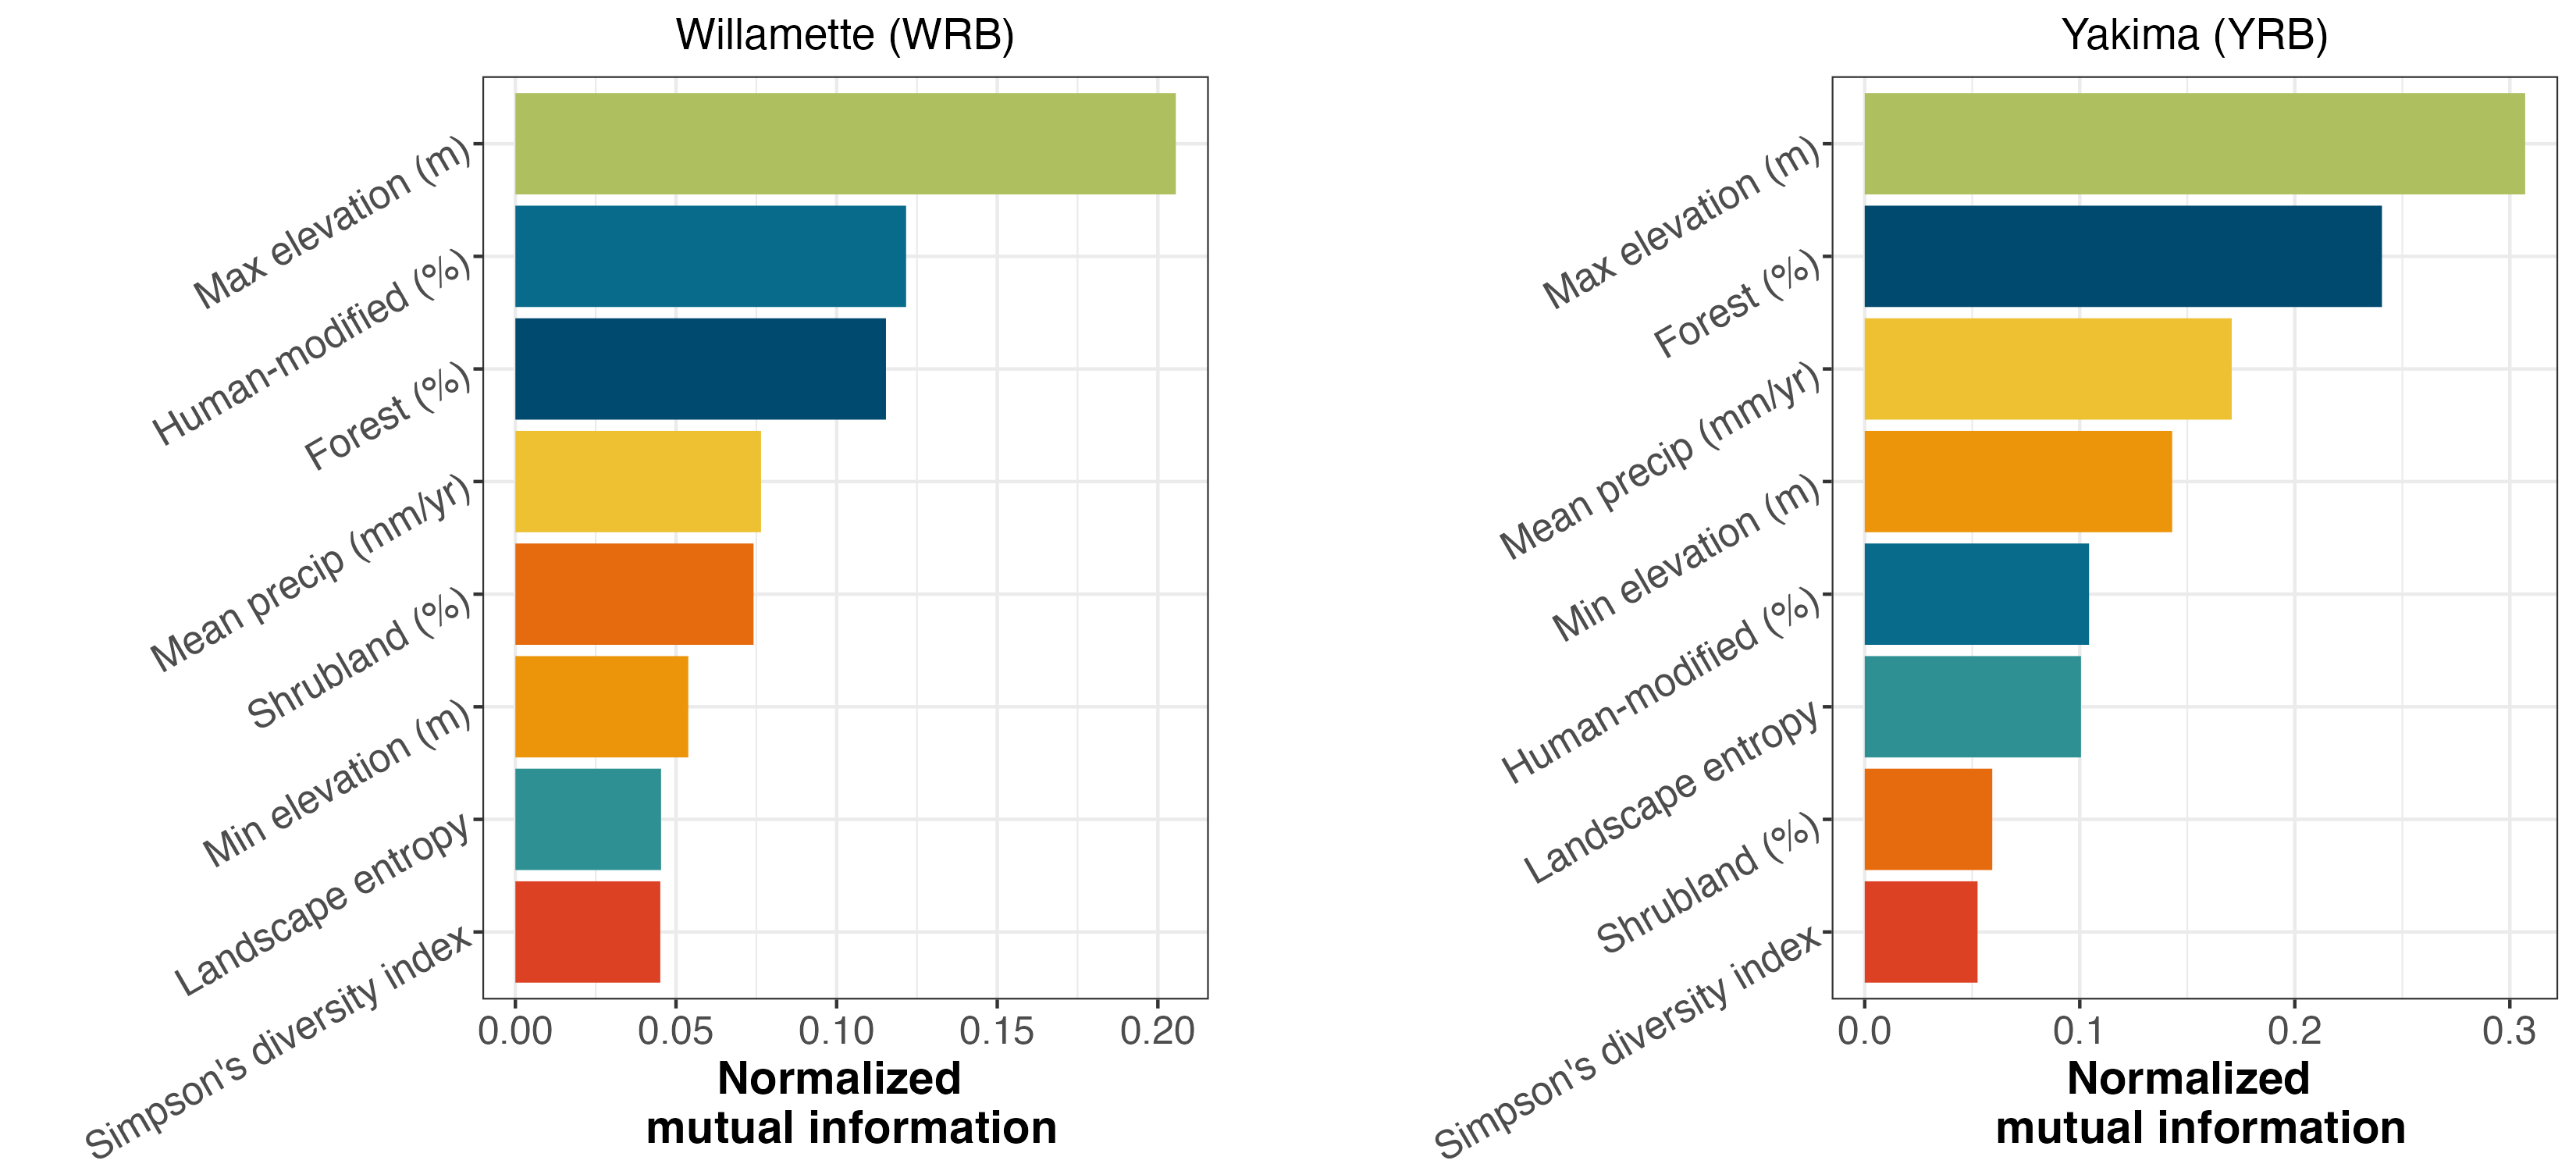 Willamette (WRB)
Max elevation (m)
Human-modified (%)
Forest (%)
Mean precip (mm/yr)
Shrubland (%)
Min elevation (m)
Landscape entropy
Simpson's diversity index
0.00 0.05 0.10 0.15 0.20
Normalized
mutual information
Yakima (YRB)
Max elevation (m)
Forest (%)
Mean precip (mm/yr)
Min elevation (m)
Human-modified (%)
Landscape entropy
Shrubland (%)
Simpson's diversity index
0.0 0.1 0.2 0.3
Normalized
mutual information